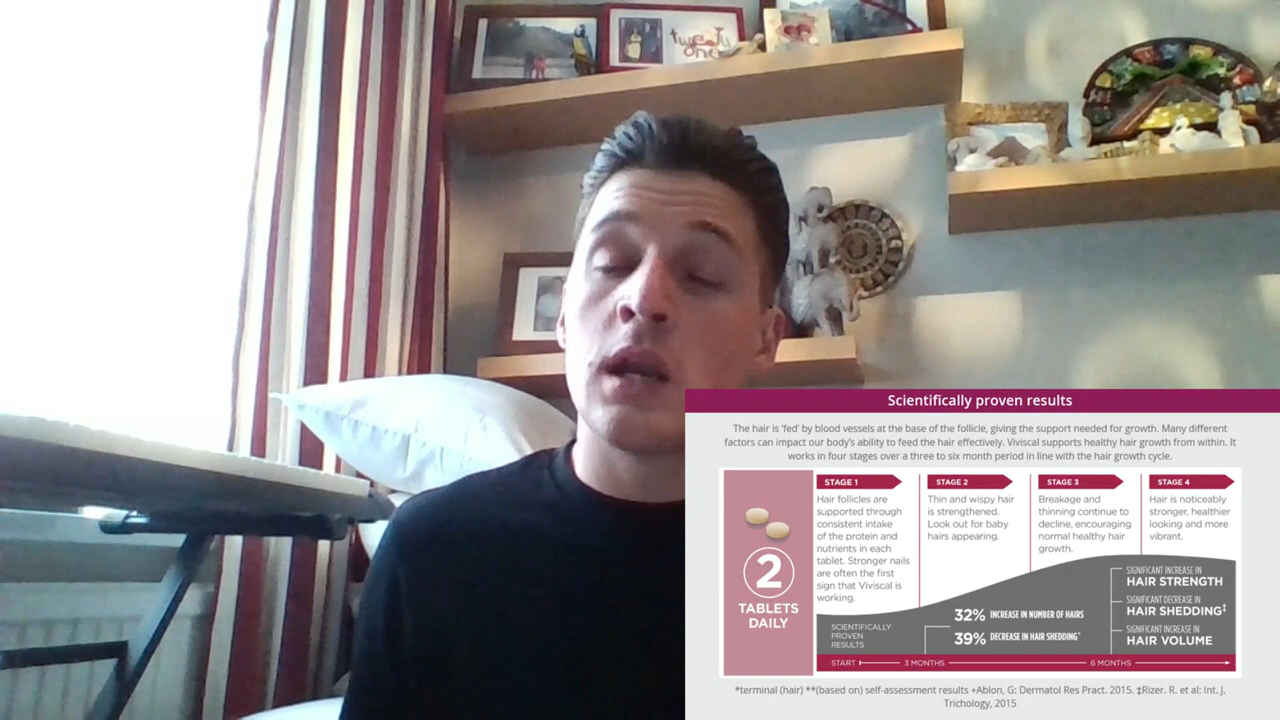 twenty
one
Scientifically proven results
The hair is 'fed' by blood vessels at the base of the follicle, giving the support needed for growth. Many different
factors can impact our body's ability to feed the hair effectively. Viviscal supports healthy hair growth from within. It
works in four stages over a three to six month period in line with the hair growth cycle.
2
TABLETS
DAILY
STAGE 1
Hair follicles are
supported through
consistent intake
of the protein and
nutrients in each
tablet. Stronger nails
are often the first
sign that Viviscal is
working.
STAGE 2
Thin and wispy hair
is strengthened.
Look out for baby
hairs appearing.
STAGE 3
Breakage and
thinning continue to
decline, encouraging
normal healthy hair
growth.
STAGE 4
Hair is noticeably
stronger, healthier
looking and more
vibrant.
SCIENTIFICALLY
PROVEN
RESULTS
32% INCREASE IN NUMBER OF HAIRS
39% DECREASE IN HAIR SHEDDING*
SIGNIFICANT INCREASE IN
HAIR STRENGTH
SIGNIFICANT DECREASE IN
HAIR SHEDDING‡
SIGNIFICANT INCREASE IN
HAIR VOLUME
START 3 MONTHS 6 MONTHS
*terminal (hair) **(based on) self-assessment results +Ablon, G: Dermatol Res Pract. 2015. ‡Rizer. R. et al: Int. J.
Trichology, 2015